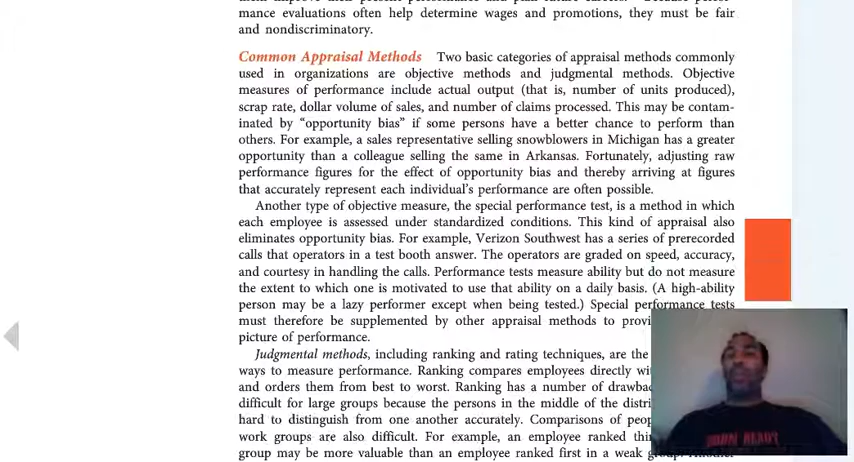 mance evaluations often help determine wages and promotions, they must be fair
and nondiscriminatory.
Common Appraisal Methods Two basic categories of appraisal methods commonly
used in organizations are objective methods and judgmental methods. Objective
measures of performance include actual output (that is, number of units produced),
scrap rate, dollar volume of sales, and number of claims processed. This may be contam-
inated by “opportunity bias” if some persons have a better chance to perform than
others. For example, a sales representative selling snowblowers in Michigan has a greater
opportunity than a colleague selling the same in Arkansas. Fortunately, adjusting raw
performance figures for the effect of opportunity bias and thereby arriving at figures
that accurately represent each individual’s performance are often possible.
Another type of objective measure, the special performance test, is a method in which
each employee is assessed under standardized conditions. This kind of appraisal also
eliminates opportunity bias. For example, Verizon Southwest has a series of prerecorded
calls that operators in a test booth answer. The operators are graded on speed, accuracy,
and courtesy in handling the calls. Performance tests measure ability but do not measure
the extent to which one is motivated to use that ability on a daily basis. (A high-ability
person may be a lazy performer except when being tested.) Special performance tests
must therefore be supplemented by other appraisal methods to provi
picture of performance.
Judgmental methods, including ranking and rating techniques, are the
ways to measure performance. Ranking compares employees directly wi
and orders them from best to worst. Ranking has a number of drawba
difficult for large groups because the persons in the middle of the distri
hard to distinguish from one another accurately. Comparisons of peop
work groups are also difficult. For example, an employee ranked thi
group may be more valuable than an employee ranked first in a weak group.